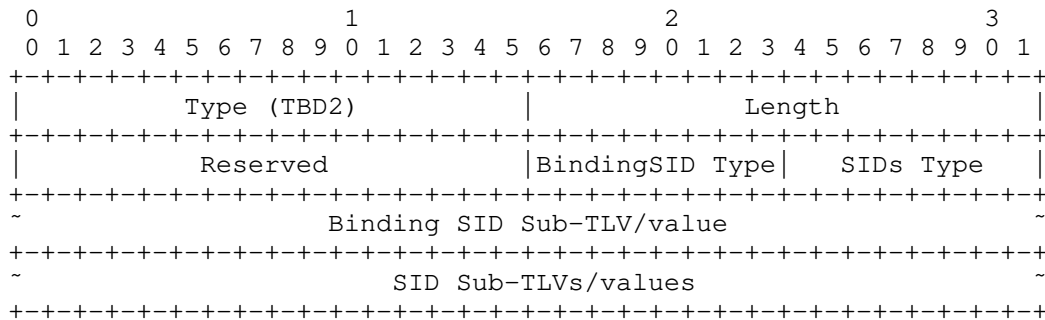 0                   1                   2                   3
 0 1 2 3 4 5 6 7 8 9 0 1 2 3 4 5 6 7 8 9 0 1 2 3 4 5 6 7 8 9 0 1
+-+-+-+-+-+-+-+-+-+-+-+-+-+-+-+-+-+-+-+-+-+-+-+-+-+-+-+-+-+-+-+-+
|          Type (TBD2)          |             Length            |
+-+-+-+-+-+-+-+-+-+-+-+-+-+-+-+-+-+-+-+-+-+-+-+-+-+-+-+-+-+-+-+-+
|           Reserved            |BindingSID Type|   SIDs Type   |
+-+-+-+-+-+-+-+-+-+-+-+-+-+-+-+-+-+-+-+-+-+-+-+-+-+-+-+-+-+-+-+-+
~                   Binding SID Sub-TLV/value                   ~
+-+-+-+-+-+-+-+-+-+-+-+-+-+-+-+-+-+-+-+-+-+-+-+-+-+-+-+-+-+-+-+-+
~                       SID Sub-TLVs/values                     ~
+-+-+-+-+-+-+-+-+-+-+-+-+-+-+-+-+-+-+-+-+-+-+-+-+-+-+-+-+-+-+-+-+